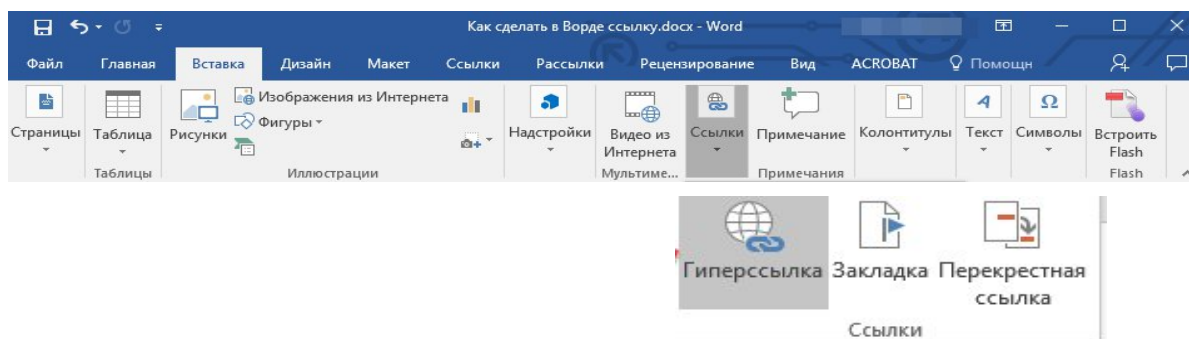 Как сделать в Ворде ссылку.docx - Word
Файл Главная Вставка Дизайн Макет Ссылки Рассылки Рецензирование Вид ACROBAT Помощн
Изображения из Интернета
Фигуры
Страницы Таблица Рисунки Надстройки Видео из Интернета Ссылки Примечание Колонтитулы Текст Символы Встроить Flash
Таблицы Иллюстрации Мультиме... Примечания Flash
Гиперссылка Закладка Перекрестная
ссылка
Ссылки